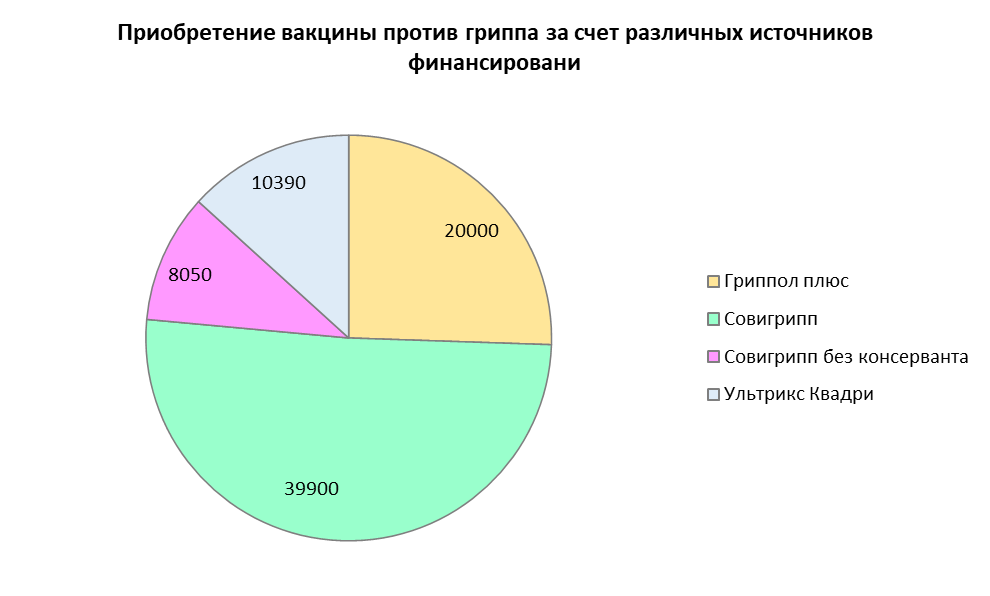 Приобретение вакцины против гриппа за счет различных источников
финансировани
10390
20000
8050
39900
Гриппол плюс
Совигрипп
Совигрипп без консерванта
Ультрикс Квадри